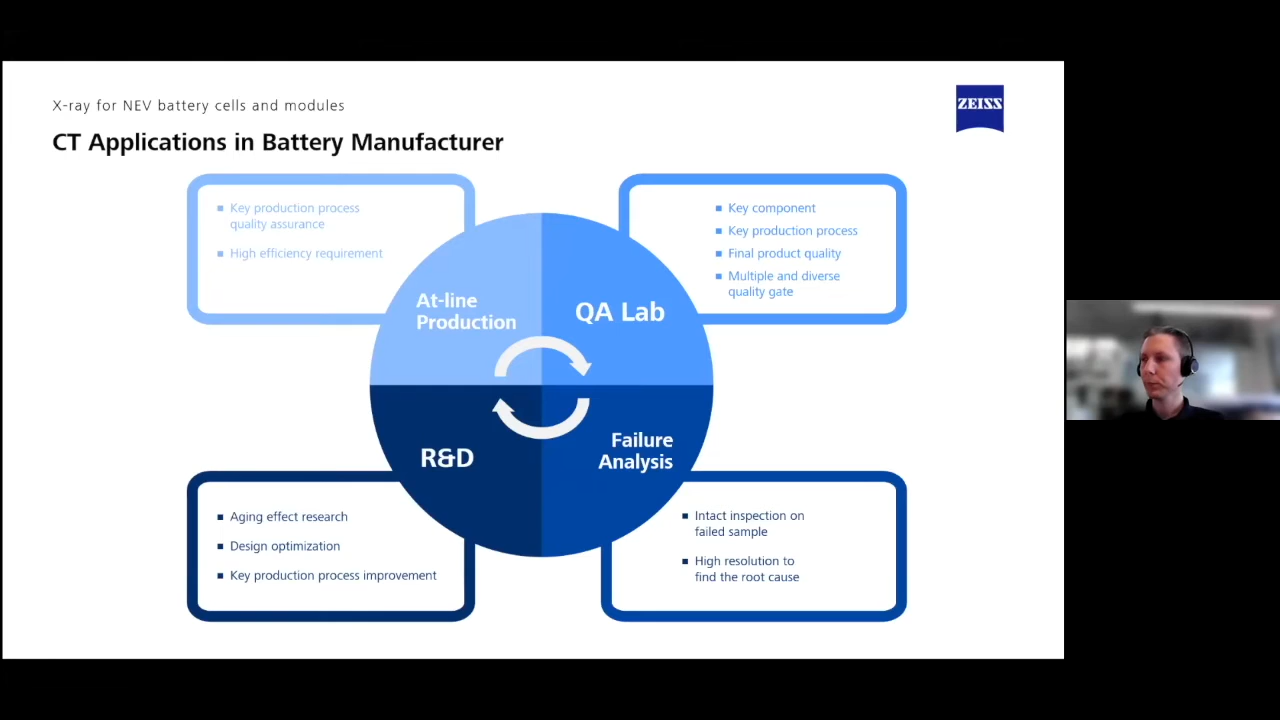 X-ray for NEV battery cells and modules
ZEISS
CT Applications in Battery Manufacturer
■ Key production process
quality assurance
■ High efficiency requirement
■ Key component
■ Key production process
■ Final product quality
■ Multiple and diverse
quality gate
At-line
Production
QA Lab
R&D
Failure
Analysis
■ Aging effect research
■ Design optimization
■ Key production process improvement
■ Intact inspection on
failed sample
■ High resolution to
find the root cause